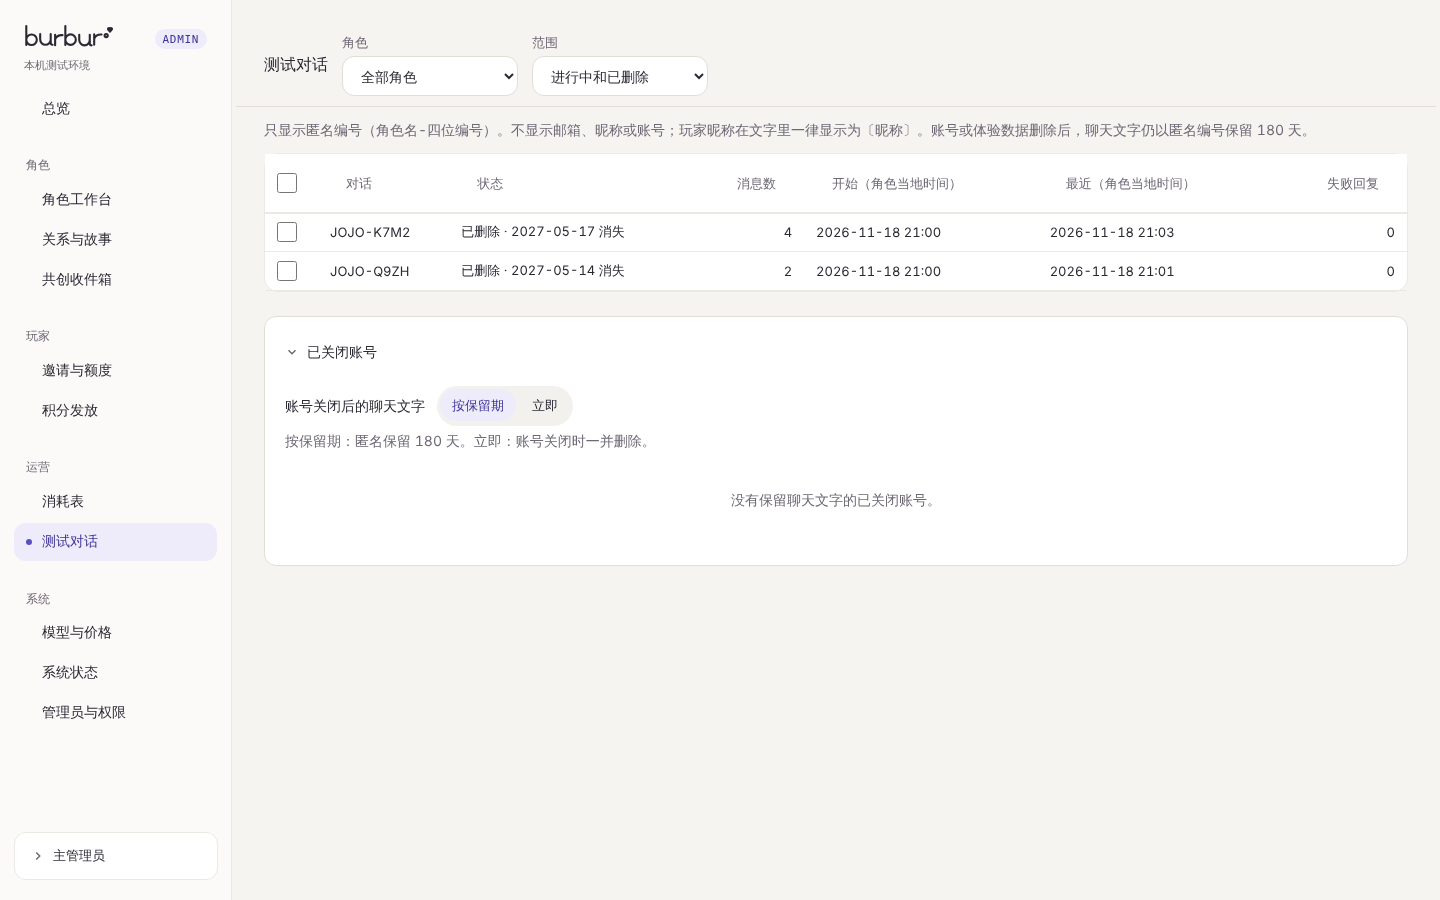 burbur
ADMIN
本机测试环境
总览
角色
角色工作台
关系与故事
共创收件箱
玩家
邀请与额度
积分发放
运营
消耗表
测试对话
系统
模型与价格
系统状态
管理员与权限
主管理员
测试对话
角色
全部角色
范围
进行中和已删除
只显示匿名编号（角色名-四位编号）。不显示邮箱、昵称或账号；玩家昵称在文字里一律显示为〔昵称〕。账号或体验数据删除后，聊天文字仍以匿名编号保留 180 天。
对话 状态 消息数 开始（角色当地时间） 最近（角色当地时间） 失败回复
JOJO-K7M2 已删除 · 2027-05-17 消失 4 2026-11-18 21:00 2026-11-18 21:03 0
JOJO-Q9ZH 已删除 · 2027-05-14 消失 2 2026-11-18 21:00 2026-11-18 21:01 0
已关闭账号
账号关闭后的聊天文字 按保留期 立即
按保留期：匿名保留 180 天。立即：账号关闭时一并删除。
没有保留聊天文字的已关闭账号。